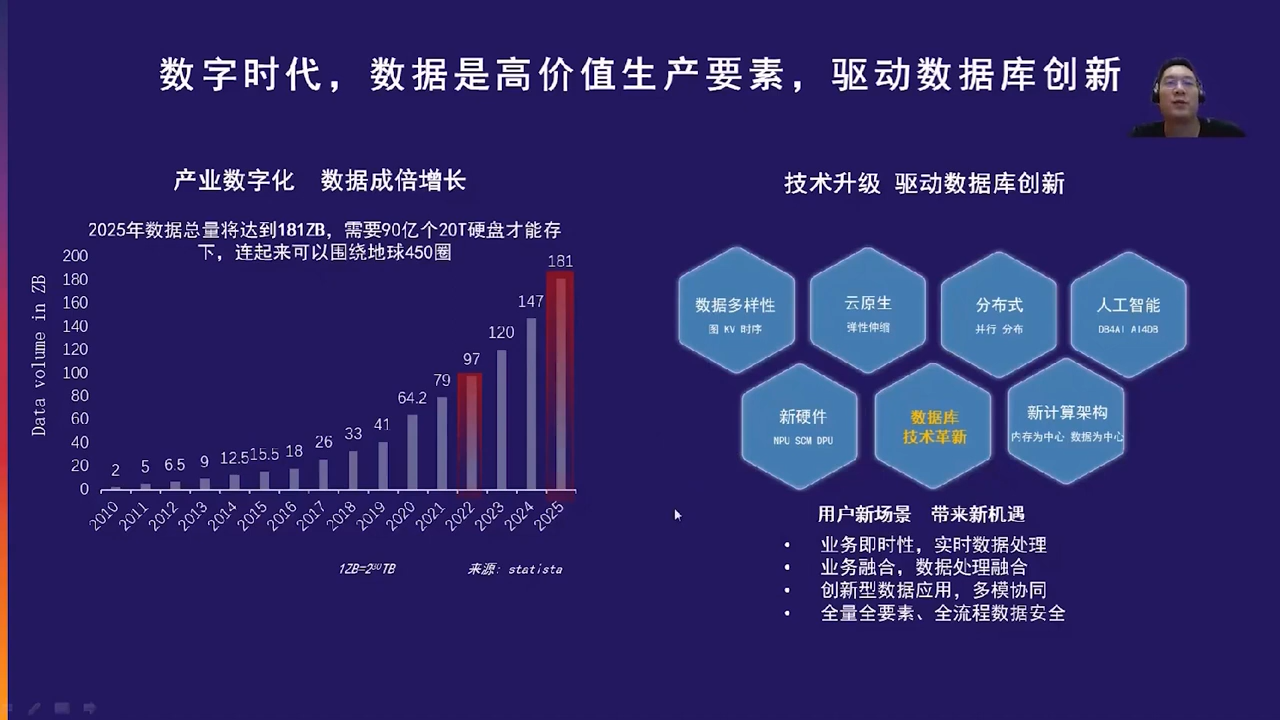 数字时代，数据是高价值生产要素，驱动数据库创新
产业数字化 数据成倍增长
2025年数据总量将达到181ZB，需要90亿个20T硬盘才能存
下，连起来可以围绕地球450圈
Data volume in ZB
200
180
160
140
120
100
80
60
40
20
0
2
5
6.5
9
12.5
15.5
18
26
33
41
64.2
79
97
120
147
181
2010
2011
2012
2013
2014
2015
2016
2017
2018
2019
2020
2021
2022
2023
2024
2025
1ZB=2³⁰TB
来源：statista
技术升级 驱动数据库创新
数据多样性
图 KV 时序
云原生
弹性伸缩
分布式
并行 分布
人工智能
DB4AI AI4DB
新硬件
NPU SCM DPU
数据库
技术革新
新计算架构
内存为中心 数据为中心
用户新场景 带来新机遇
• 业务即时性，实时数据处理
• 业务融合，数据处理融合
• 创新型数据应用，多模协同
• 全量全要素、全流程数据安全